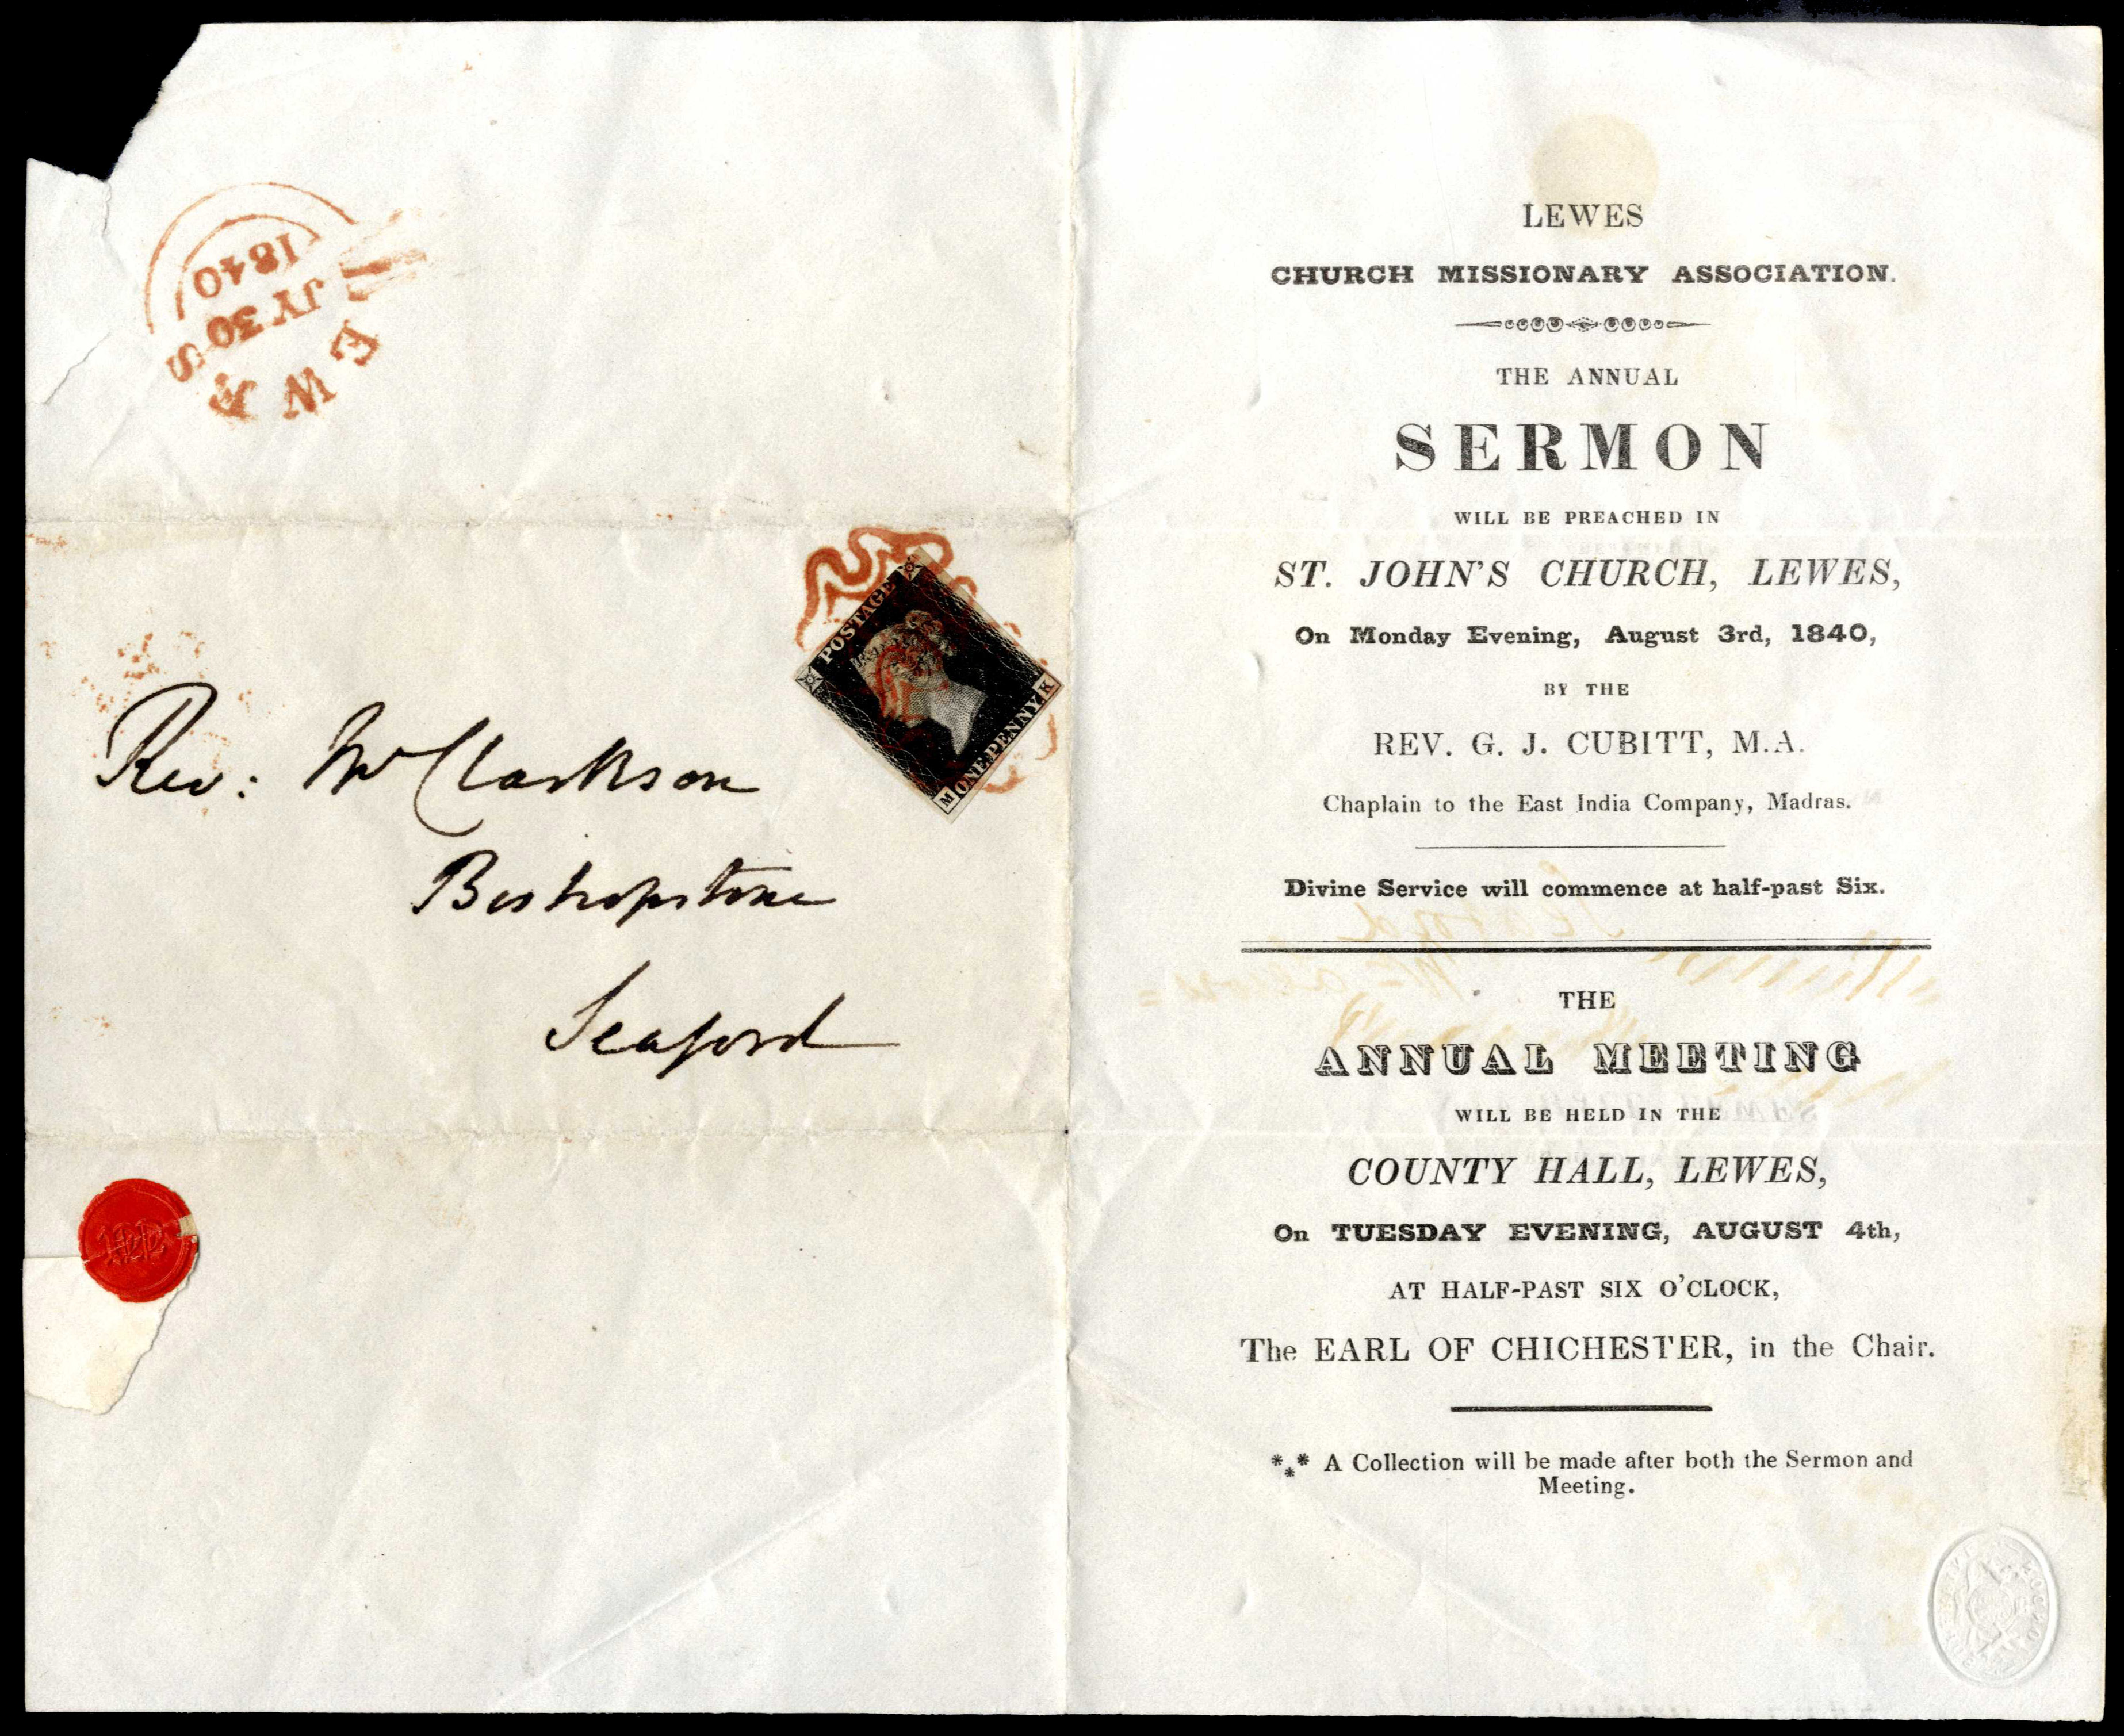 LEWES
JY 30
1840
POSTAGE
ONE PENNY
M K
Rev: Mr Clarkson
Bishopstone
Seaford
LEWES
CHURCH MISSIONARY ASSOCIATION.
THE ANNUAL
SERMON
WILL BE PREACHED IN
ST. JOHN'S CHURCH, LEWES,
On Monday Evening, August 3rd, 1840,
BY THE
REV. G. J. CUBITT, M.A.
Chaplain to the East India Company, Madras.
Divine Service will commence at half-past Six.
THE
ANNUAL MEETING
WILL BE HELD IN THE
COUNTY HALL, LEWES,
On TUESDAY EVENING, AUGUST 4th,
AT HALF-PAST SIX O'CLOCK,
The EARL OF CHICHESTER, in the Chair.
*⁎* A Collection will be made after both the Sermon and
Meeting.